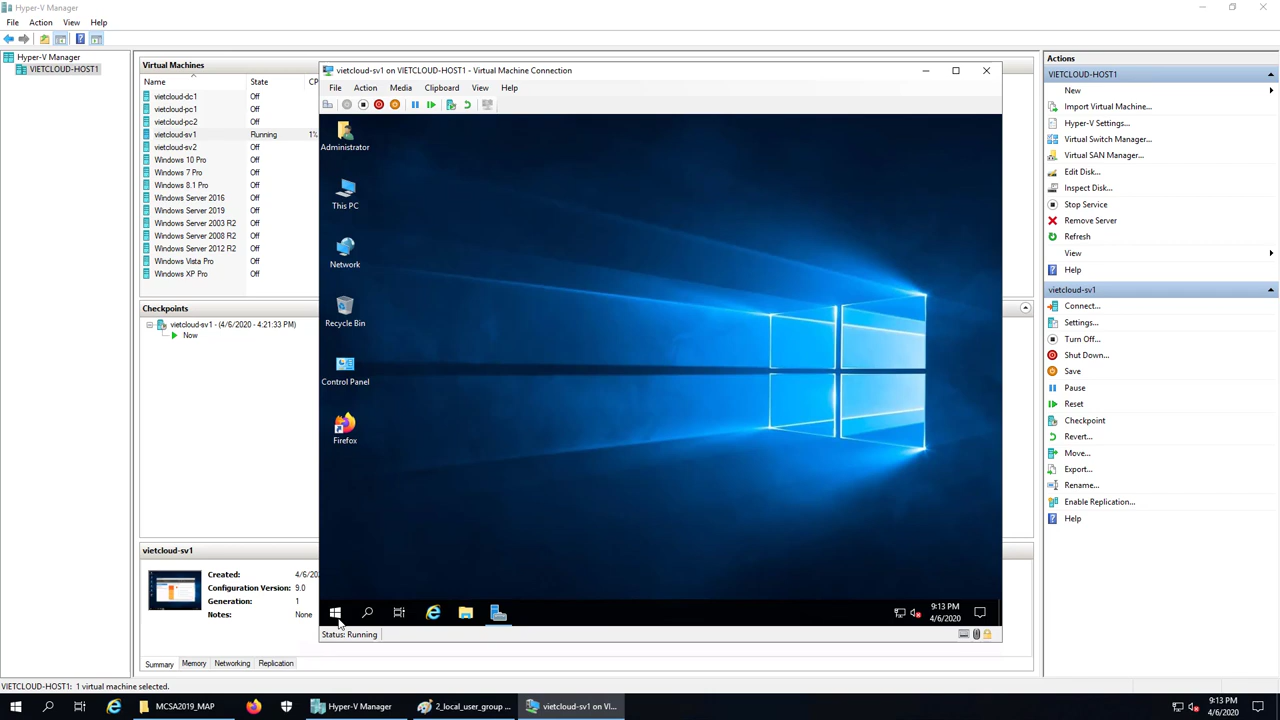 Hyper-V Manager
File Action View Help
Hyper-V Manager
VIETCLOUD-HOST1
Virtual Machines
Name State CP
vietcloud-dc1 Off
vietcloud-pc1 Off
vietcloud-pc2 Off
vietcloud-sv1 Running 1%
vietcloud-sv2 Off
Windows 10 Pro Off
Windows 7 Pro Off
Windows 8.1 Pro Off
Windows Server 2016 Off
Windows Server 2019 Off
Windows Server 2003 R2 Off
Windows Server 2008 R2 Off
Windows Server 2012 R2 Off
Windows Vista Pro Off
Windows XP Pro Off
Checkpoints
vietcloud-sv1 - (4/6/2020 - 4:21:33 PM)
Now
vietcloud-sv1
Created: 4/6/20
Configuration Version: 9.0
Generation: 1
Notes: None
Summary Memory Networking Replication
vietcloud-sv1 on VIETCLOUD-HOST1 - Virtual Machine Connection
File Action Media Clipboard View Help
Administrator
This PC
Network
Recycle Bin
Control Panel
Firefox
9:13 PM
4/6/2020
Status: Running
Actions
VIETCLOUD-HOST1
New
Import Virtual Machine...
Hyper-V Settings...
Virtual Switch Manager...
Virtual SAN Manager...
Edit Disk...
Inspect Disk...
Stop Service
Remove Server
Refresh
View
Help
vietcloud-sv1
Connect...
Settings...
Turn Off...
Shut Down...
Save
Pause
Reset
Checkpoint
Revert...
Move...
Export...
Rename...
Enable Replication...
Help
VIETCLOUD-HOST1: 1 virtual machine selected.
MCSA2019_MAP
Hyper-V Manager
2_local_user_group ...
vietcloud-sv1 on VI...
9:13 PM
4/6/2020